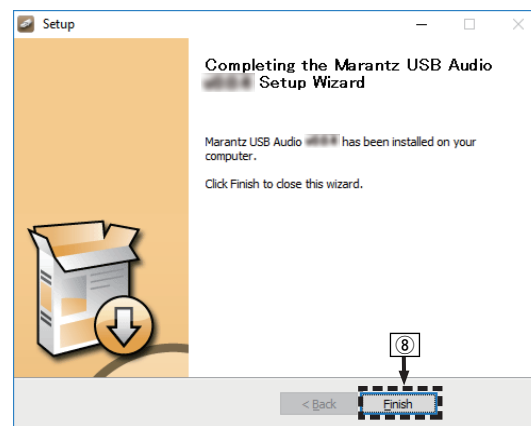 Setup
Completing the Marantz USB Audio
Setup Wizard
Marantz USB Audio has been installed on your
computer.
Click Finish to close this wizard.
⑧
< Back
Finish